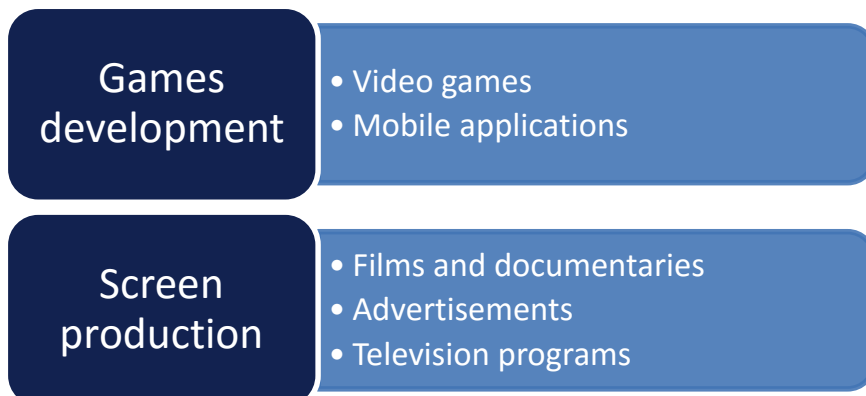 Games
development
• Video games
• Mobile applications
Screen
production
• Films and documentaries
• Advertisements
• Television programs